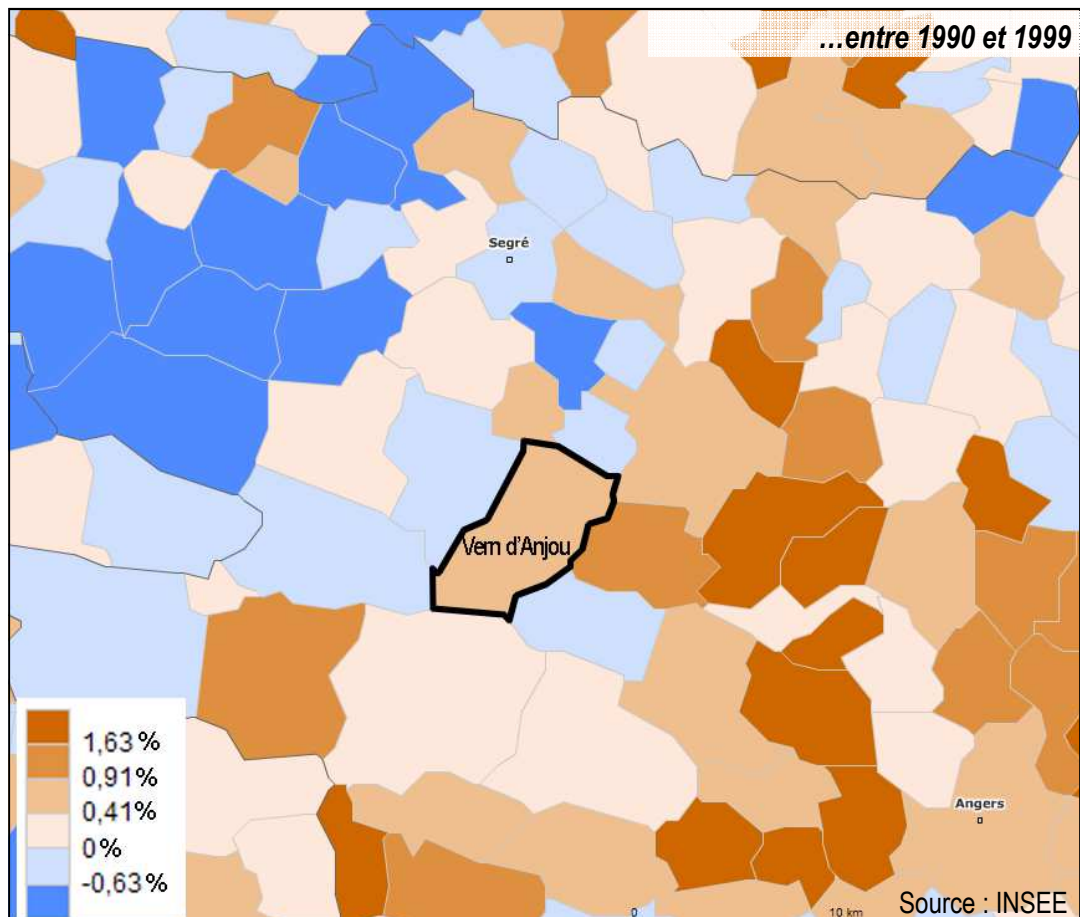 …entre 1990 et 1999
Segré
Vern d'Anjou
1,63 %
0,91 %
0,41 %
0 %
-0,63 %
Angers
0
10 km
Source : INSEE